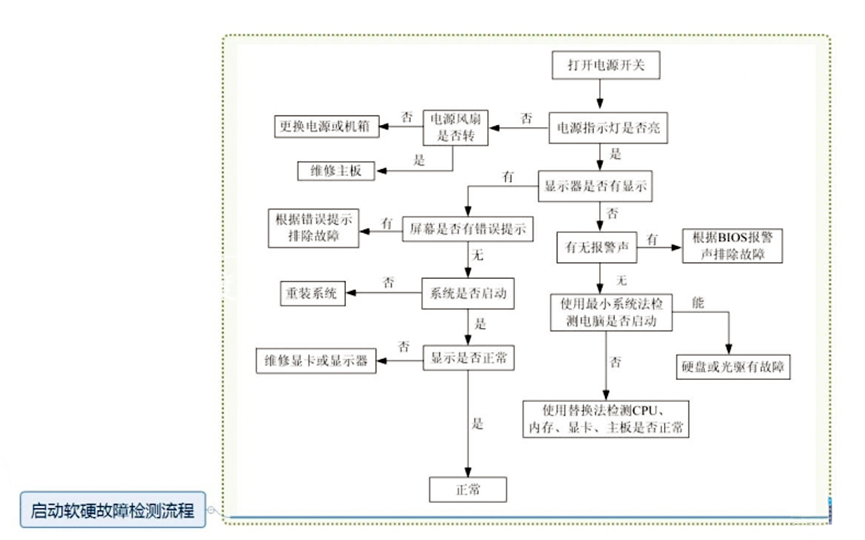 打开电源开关
更换电源或机箱
否
电源风扇
是否转
否
电源指示灯是否亮
维修主板
是
是
有
显示器是否有显示
根据错误提示
排除故障
有
屏幕是否有错误提示
否
有无报警声
有
根据BIOS报警
声排除故障
无
无
重装系统
否
系统是否启动
使用最小系统法检
测电脑是否启动
能
是
维修显卡或显示器
否
显示是否正常
否
硬盘或光驱有故障
使用替换法检测CPU、
内存、显卡、主板是否正常
是
正常
启动软硬故障检测流程